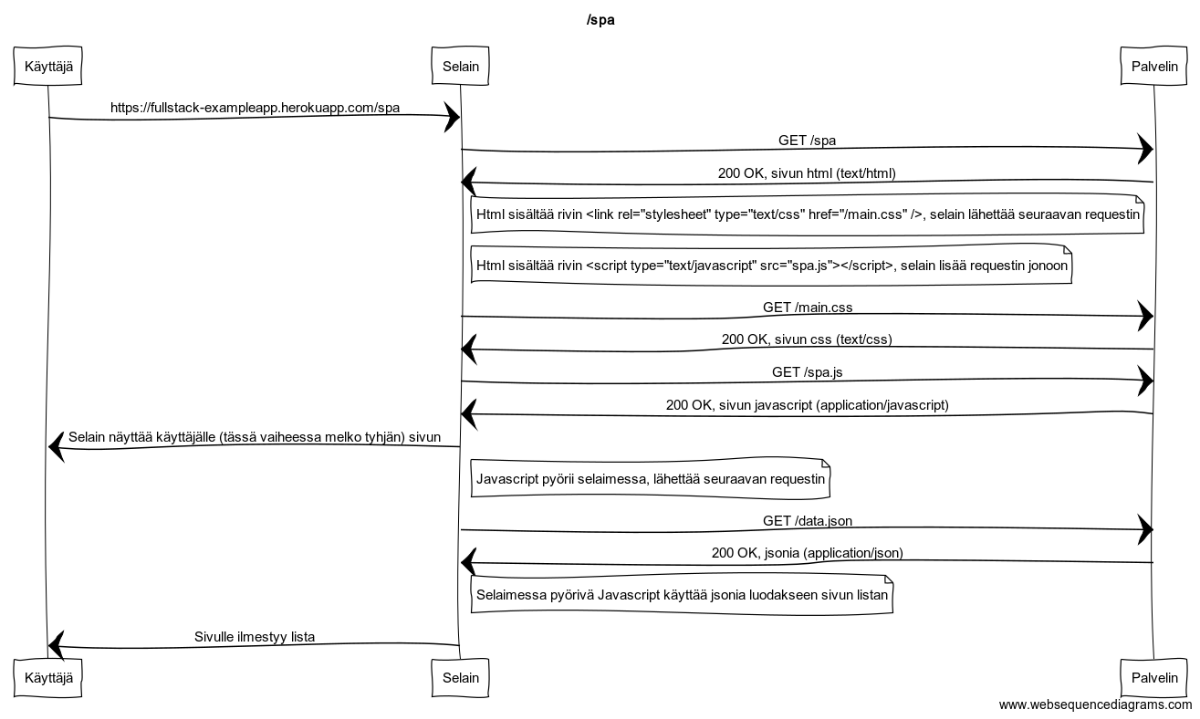 /spa
Käyttäjä
Selain
Palvelin
https://fullstack-exampleapp.herokuapp.com/spa
GET /spa
200 OK, sivun html (text/html)
Html sisältää rivin <link rel="stylesheet" type="text/css" href="/main.css" />, selain lähettää seuraavan requestin
Html sisältää rivin <script type="text/javascript" src="spa.js"></script>, selain lisää requestin jonoon
GET /main.css
200 OK, sivun css (text/css)
GET /spa.js
200 OK, sivun javascript (application/javascript)
Selain näyttää käyttäjälle (tässä vaiheessa melko tyhjän) sivun
Javascript pyörii selaimessa, lähettää seuraavan requestin
GET /data.json
200 OK, jsonia (application/json)
Selaimessa pyörivä Javascript käyttää jsonia luodakseen sivun listan
Sivulle ilmestyy lista
Käyttäjä
Selain
Palvelin
www.websequencediagrams.com